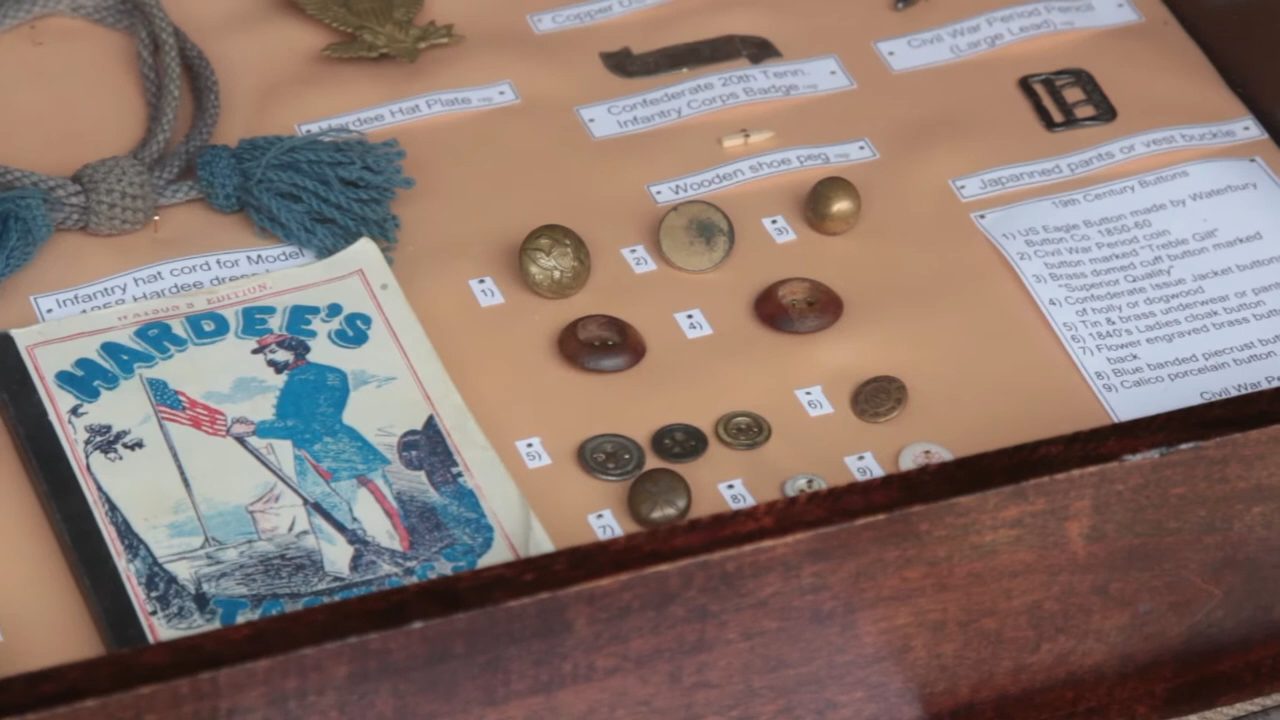 Copper
Civil War Period Pencil
(Large Lead)
Hardee Hat Plate
Confederate 20th Tenn.
Infantry Corps Badge
Wooden shoe peg
Japanned pants or vest buckle
Infantry hat cord for Model
1858 Hardee dress
EDITION.
HARDEE'S
1)
2)
3)
4)
5)
6)
7)
8)
9)
19th Century Buttons
1) US Eagle Button made by Waterbury
Button Co. 1850-60
2) Civil War Period coin
button marked "Treble Gilt"
3) Brass domed cuff button marked
"Superior Quality"
4) Confederate Issue Jacket button
of holly or dogwood
5) Tin & brass underwear or
6) 1840's Ladies cloak button
7) Flower engraved brass
back
8) Blue banded piecrust
9) Calico porcelain button
Civil War